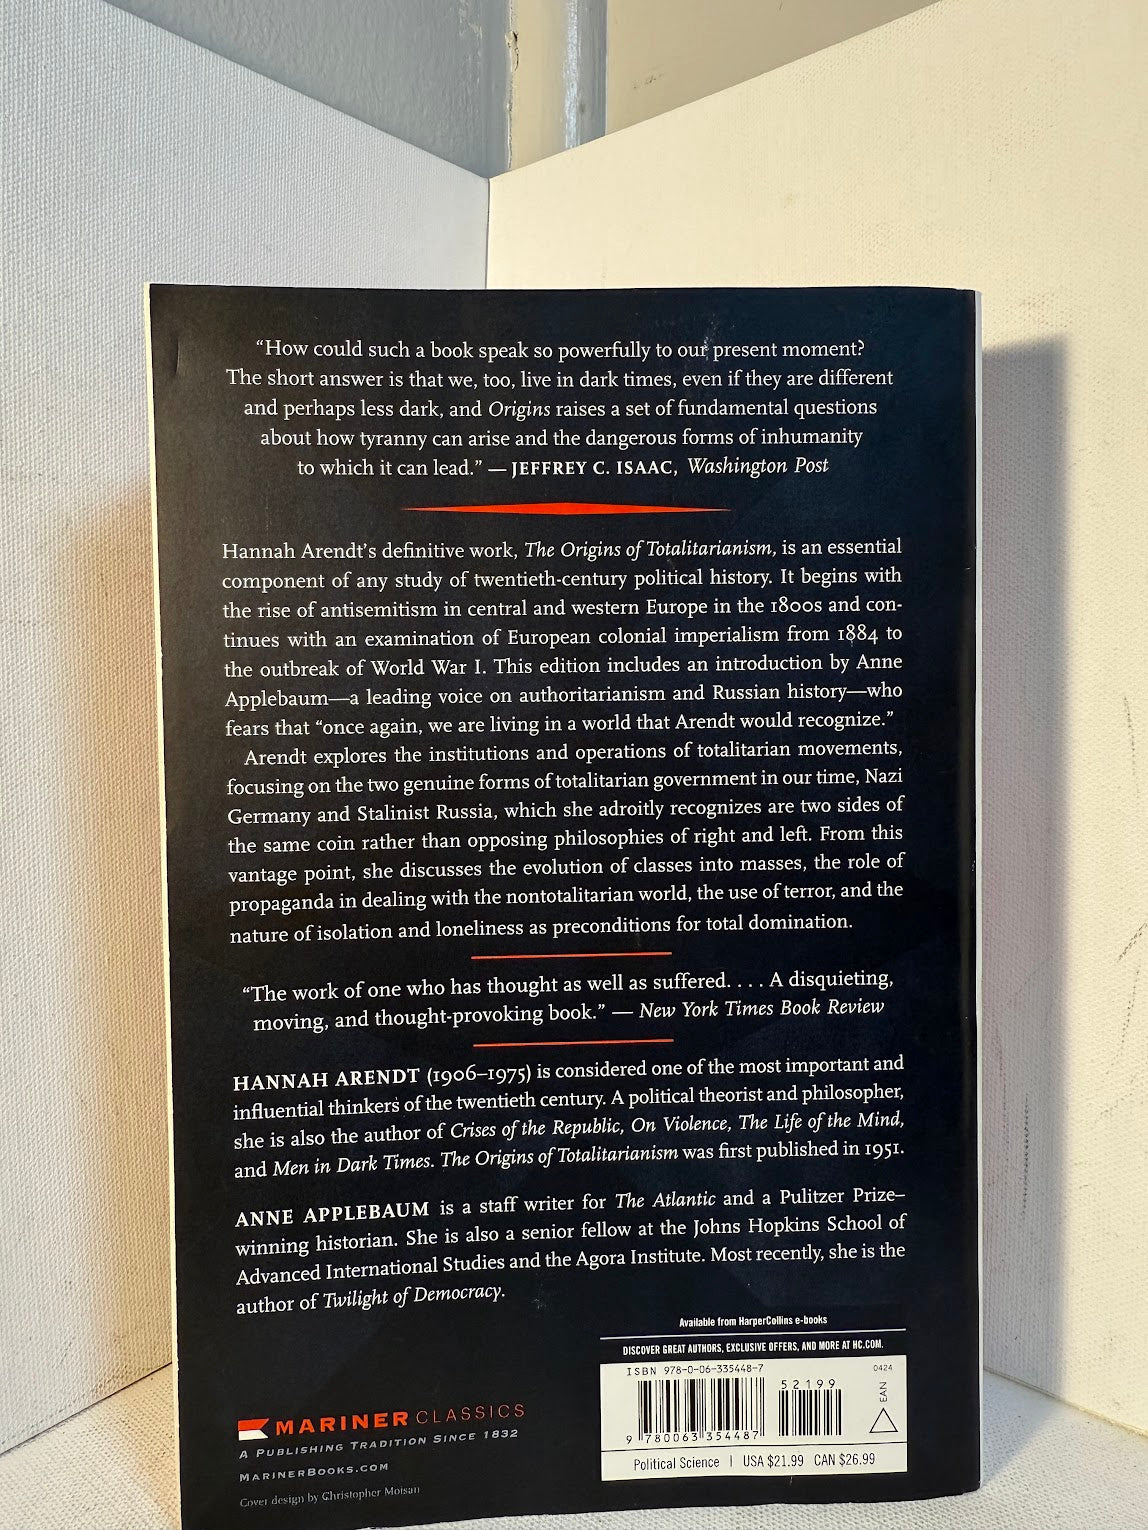 “How could such a book speak so powerfully to our present moment?
The short answer is that we, too, live in dark times, even if they are different
and perhaps less dark, and Origins raises a set of fundamental questions
about how tyranny can arise and the dangerous forms of inhumanity
to which it can lead.” — JEFFREY C. ISAAC, Washington Post
Hannah Arendt’s definitive work, The Origins of Totalitarianism, is an essential
component of any study of twentieth-century political history. It begins with
the rise of antisemitism in central and western Europe in the 1800s and con-
tinues with an examination of European colonial imperialism from 1884 to
the outbreak of World War I. This edition includes an introduction by Anne
Applebaum—a leading voice on authoritarianism and Russian history—who
fears that “once again, we are living in a world that Arendt would recognize.”
Arendt explores the institutions and operations of totalitarian movements,
focusing on the two genuine forms of totalitarian government in our time, Nazi
Germany and Stalinist Russia, which she adroitly recognizes are two sides of
the same coin rather than opposing philosophies of right and left. From this
vantage point, she discusses the evolution of classes into masses, the role of
propaganda in dealing with the nontotalitarian world, the use of terror, and the
nature of isolation and loneliness as preconditions for total domination.
“The work of one who has thought as well as suffered. . . . A disquieting,
moving, and thought-provoking book.” — New York Times Book Review
HANNAH ARENDT (1906–1975) is considered one of the most important and
influential thinkers of the twentieth century. A political theorist and philosopher,
she is also the author of Crises of the Republic, On Violence, The Life of the Mind,
and Men in Dark Times. The Origins of Totalitarianism was first published in 1951.
ANNE APPLEBAUM is a staff writer for The Atlantic and a Pulitzer Prize–
winning historian. She is also a senior fellow at the Johns Hopkins School of
Advanced International Studies and the Agora Institute. Most recently, she is the
author of Twilight of Democracy.
Available from HarperCollins e-books
DISCOVER GREAT AUTHORS, EXCLUSIVE OFFERS, AND MORE AT HC.COM.
ISBN 978-0-06-335448-7
0424
52199
EAN
9 780063 354487
Political Science | USA $21.99 CAN $26.99
MARINER CLASSICS
A PUBLISHING TRADITION SINCE 1832
MARINERBOOKS.COM
Cover design by Christopher Moisan